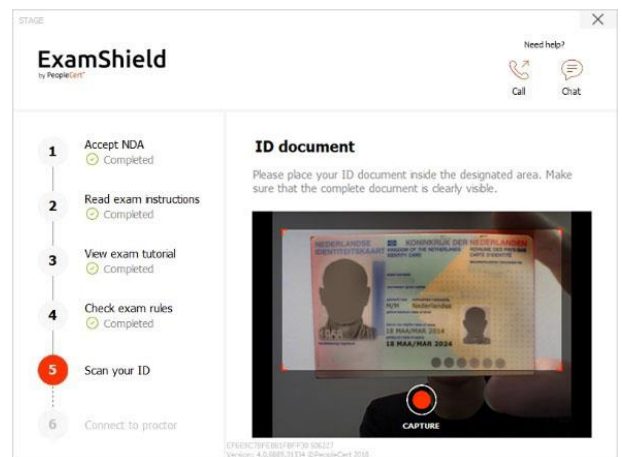 STAGE
ExamShield
by PeopleCert
Need help?
Call
Chat
1
Accept NDA
Completed
2
Read exam instructions
Completed
3
View exam tutorial
Completed
4
Check exam rules
Completed
5
Scan your ID
6
Connect to proctor
ID document
Please place your ID document inside the designated area. Make
sure that the complete document is clearly visible.
NEDERLANDSE
IDENTITEITSKAART
KONINKRIJK DER NEDERLANDEN
KINGDOM OF THE NETHERLANDS
IDENTITY CARD
ROYAUME DES PAYS-BAS
CARTE D'IDENTITÉ
M/M
Nederlandse
18 MAA/MAR 2014
18 MAA/MAR 2024
CAPTURE